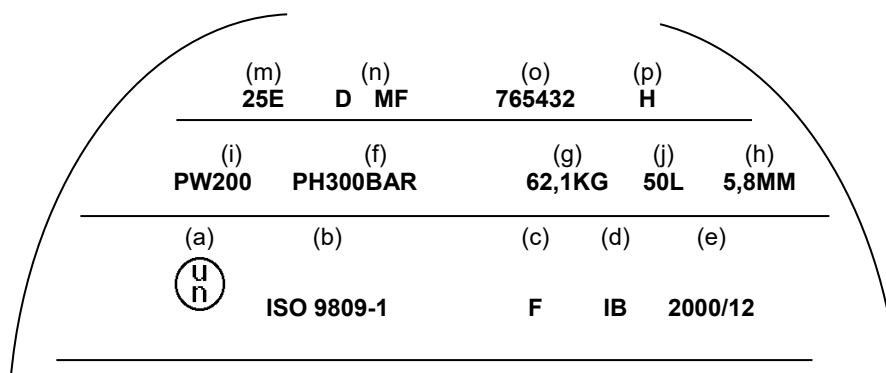 (m) (n) (o) (p)
25E D MF 765432 H
(i) (f) (g) (j) (h)
PW200 PH300BAR 62,1KG 50L 5,8MM
(a) (b) (c) (d) (e)
u
n
ISO 9809-1 F IB 2000/12